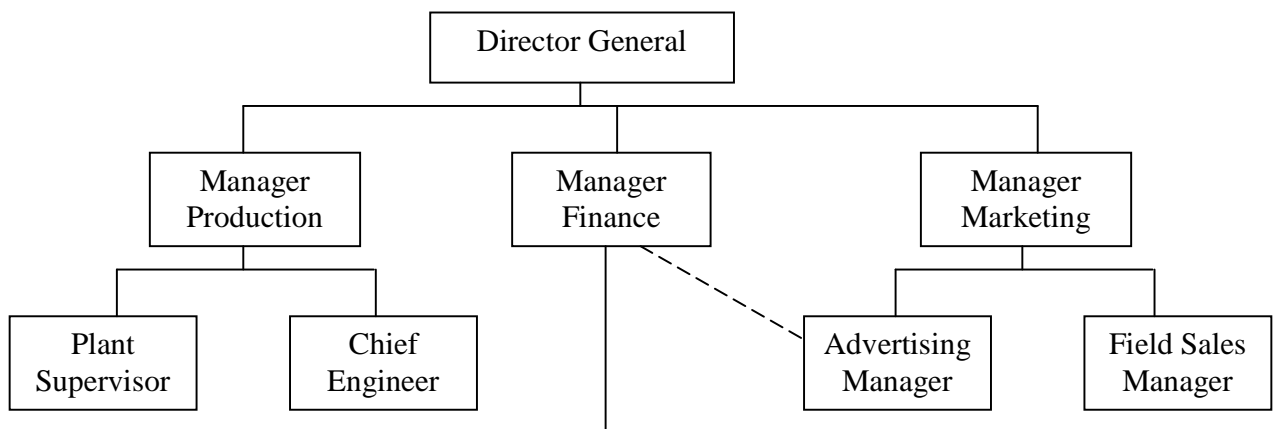 Director General
Manager
Production
Manager
Finance
Manager
Marketing
Plant
Supervisor
Chief
Engineer
Advertising
Manager
Field Sales
Manager